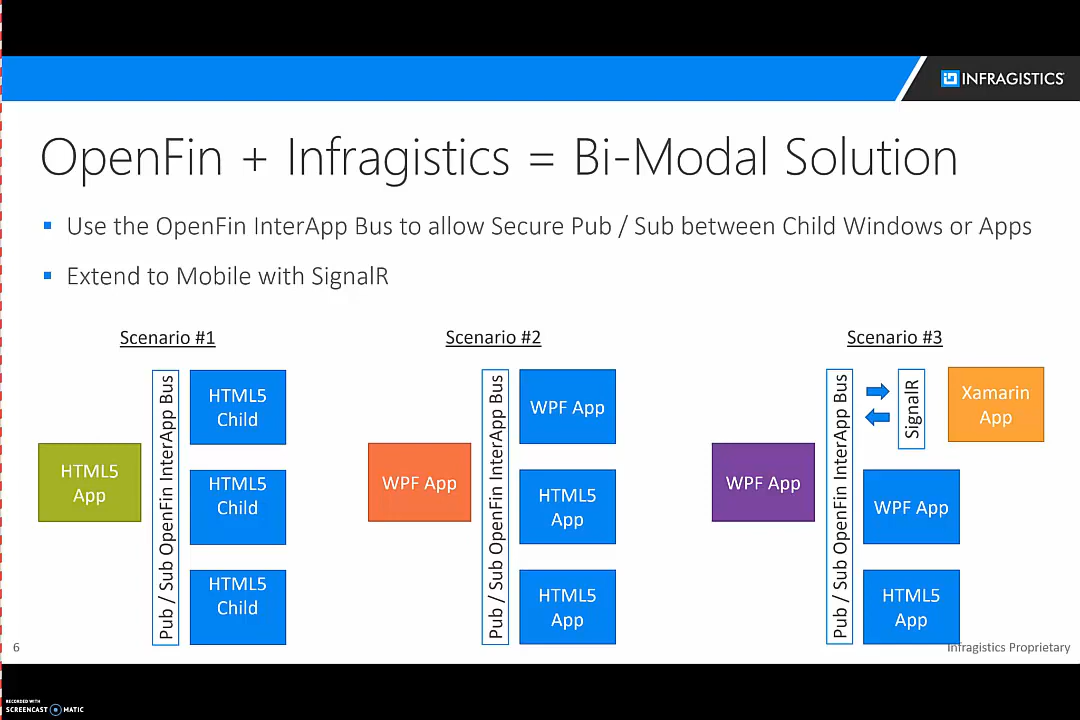 INFRAGISTICS
OpenFin + Infragistics = Bi-Modal Solution
Use the OpenFin InterApp Bus to allow Secure Pub / Sub between Child Windows or Apps
Extend to Mobile with SignalR
Scenario #1
HTML5
App
Pub / Sub OpenFin InterApp Bus
HTML5
Child
HTML5
Child
HTML5
Child
Scenario #2
WPF App
Pub / Sub OpenFin InterApp Bus
WPF App
HTML5
App
HTML5
App
Scenario #3
WPF App
Pub / Sub OpenFin InterApp Bus
SignalR
Xamarin
App
WPF App
HTML5
App
6
Infragistics Proprietary
RECORDED WITH
SCREENCAST MATIC